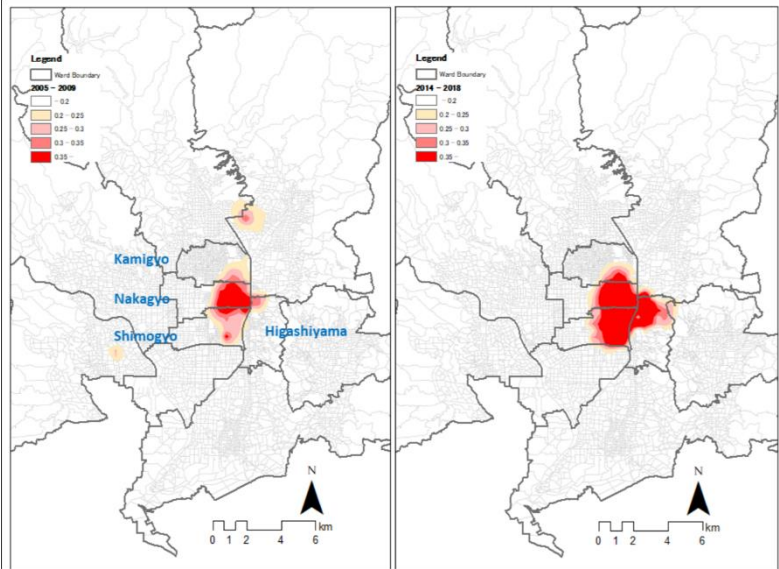 Legend
Ward Boundary
2005 – 2009
- 0.2
0.2 - 0.25
0.25 - 0.3
0.3 - 0.35
0.35 -
Kamigyo
Nakagyo
Shimogyo
Higashiyama
N
km
0 1 2 4 6
Legend
Ward Boundary
2014 – 2018
- 0.2
0.2 - 0.25
0.25 - 0.3
0.3 - 0.35
0.35 -
N
km
0 1 2 4 6